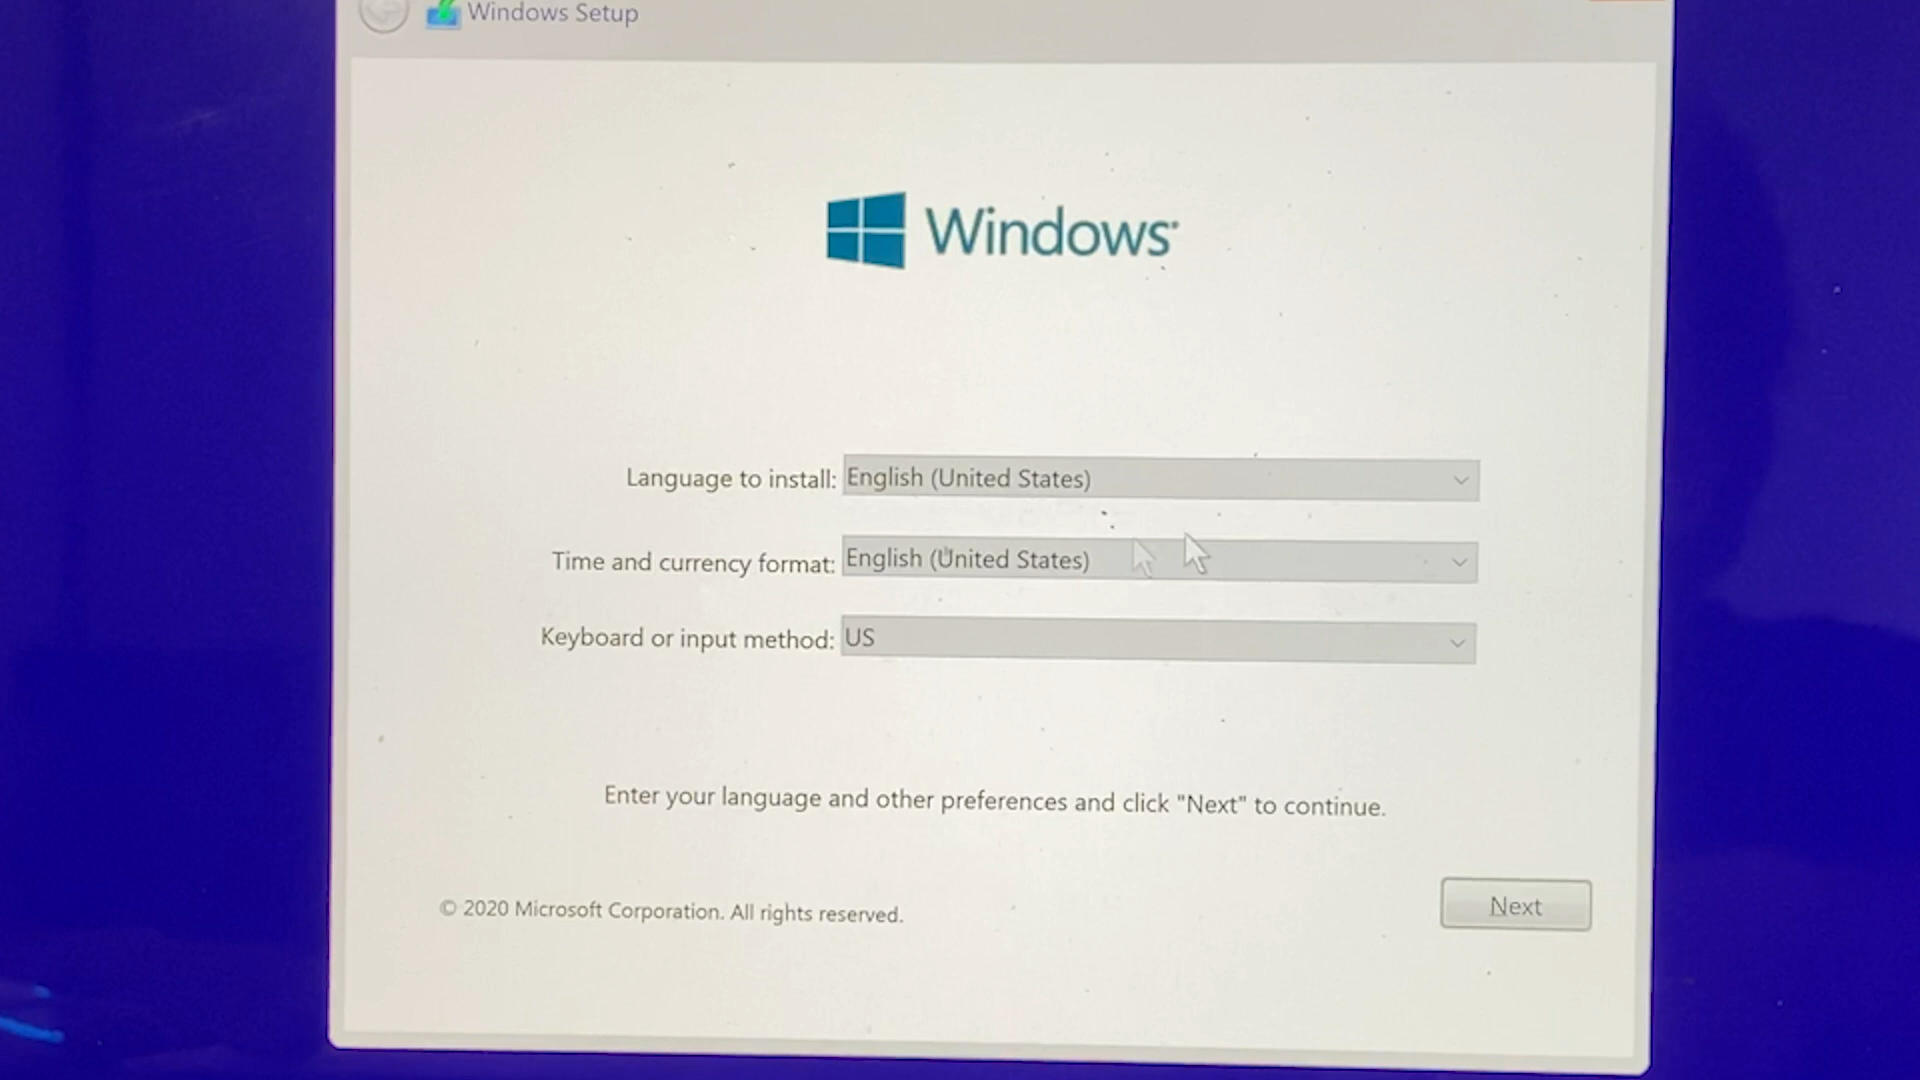 Windows Setup
Windows
Language to install: English (United States)
Time and currency format: English (United States)
Keyboard or input method: US
Enter your language and other preferences and click "Next" to continue.
© 2020 Microsoft Corporation. All rights reserved.
Next